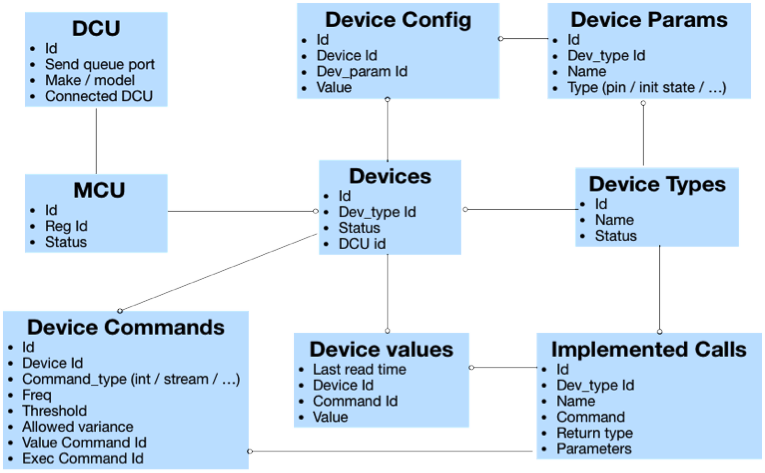 DCU
• Id
• Send queue port
• Make / model
• Connected DCU
Device Config
• Id
• Device Id
• Dev_param Id
• Value
Device Params
• Id
• Dev_type Id
• Name
• Type (pin / init state / …)
MCU
• Id
• Reg Id
• Status
Devices
• Id
• Dev_type Id
• Status
• DCU id
Device Types
• Id
• Name
• Status
Device Commands
• Id
• Device Id
• Command_type (int / stream / …)
• Freq
• Threshold
• Allowed variance
• Value Command Id
• Exec Command Id
Device values
• Last read time
• Device Id
• Command Id
• Value
Implemented Calls
• Id
• Dev_type Id
• Name
• Command
• Return type
• Parameters